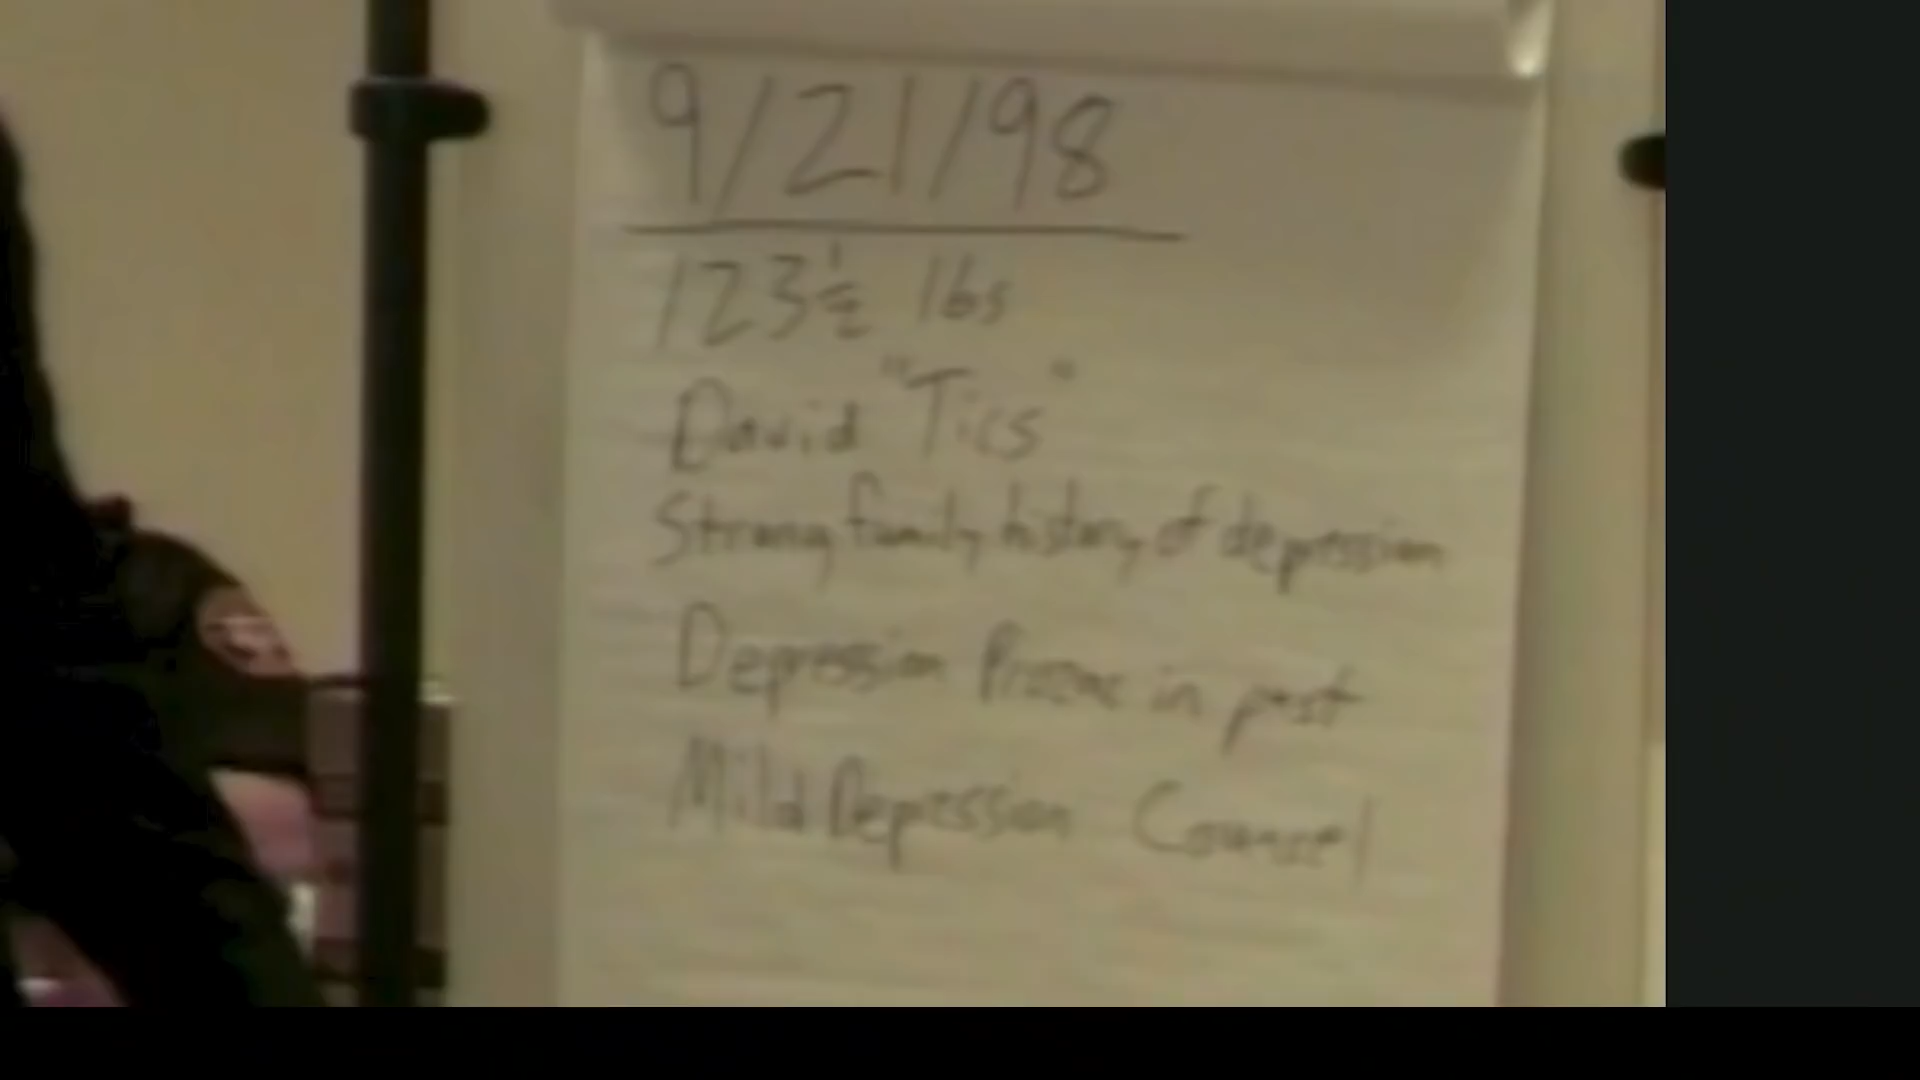 9/21/98
123½ lbs
David "Tics"
Strong family history of depression
Depression Prozac in past
Mild Depression Counsel